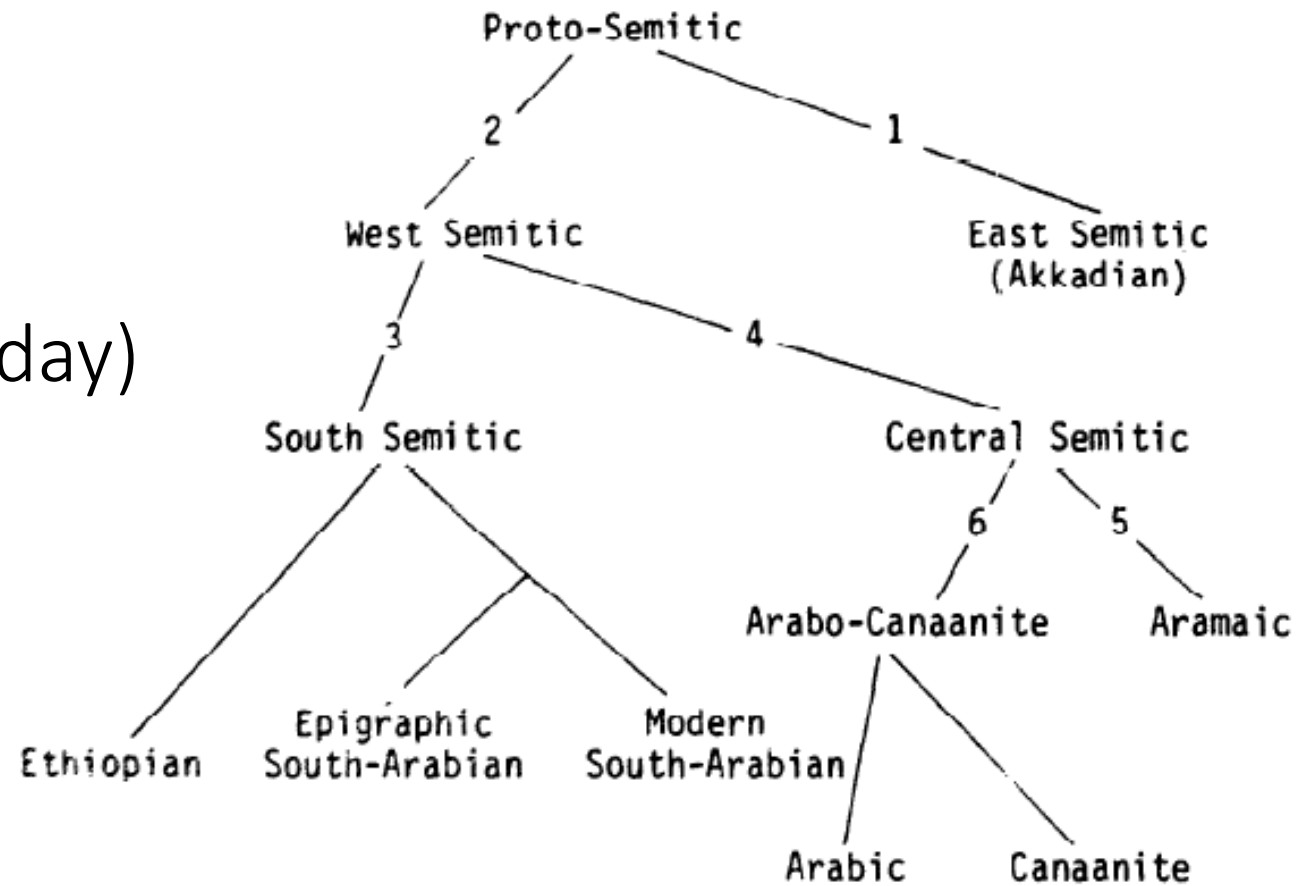 Proto-Semitic
2
1
West Semitic
East Semitic
(Akkadian)
3
4
day)
South Semitic
Central Semitic
6
5
Arabo-Canaanite
Aramaic
Epigraphic
South-Arabian
Modern
South-Arabian
Ethiopian
Arabic
Canaanite